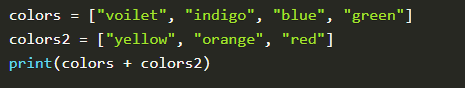 colors = ["voilet", "indigo", "blue", "green"]
colors2 = ["yellow", "orange", "red"]
print(colors + colors2)